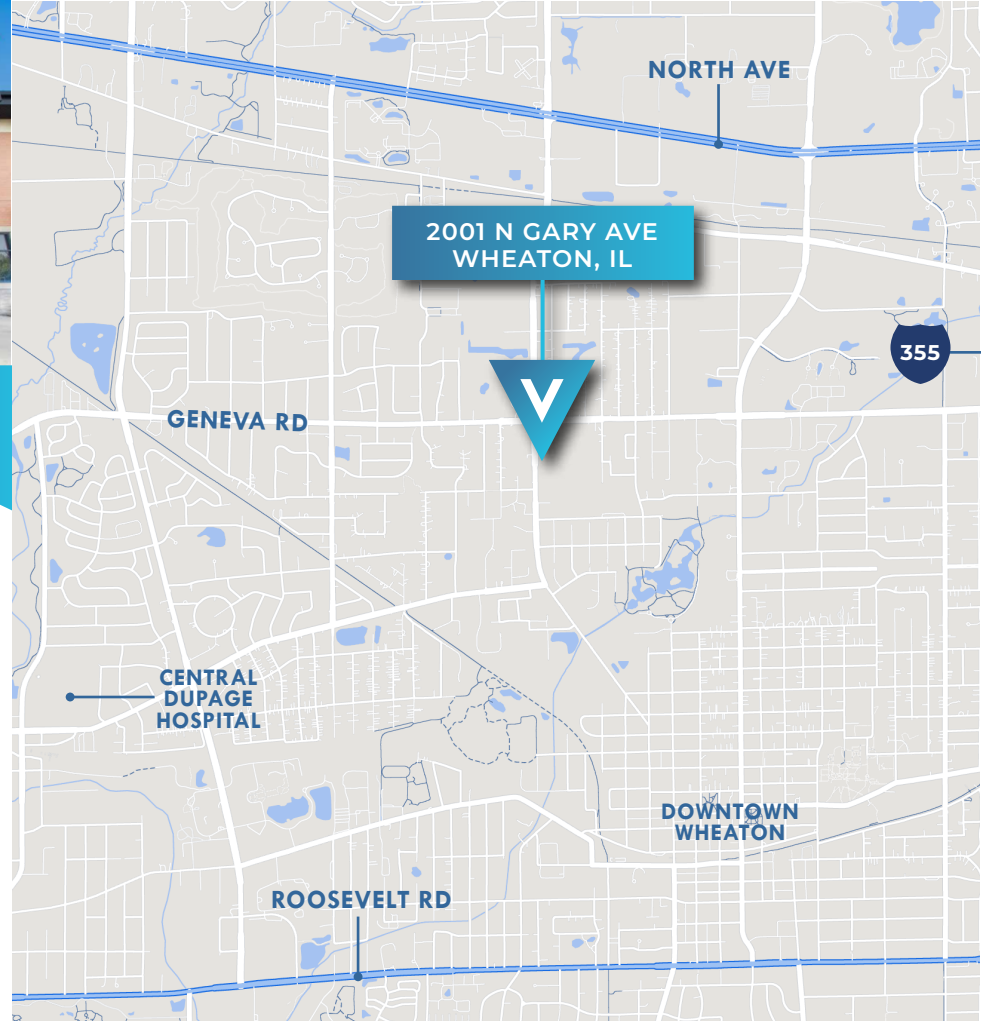 NORTH AVE
2001 N GARY AVE
WHEATON, IL
355
V
GENEVA RD
CENTRAL
DUPAGE
HOSPITAL
DOWNTOWN
WHEATON
ROOSEVELT RD